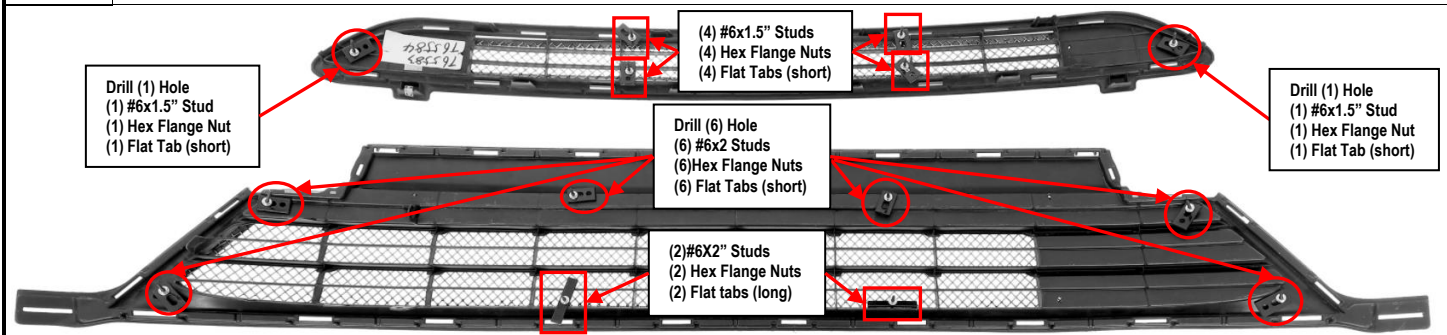 (4) #6x1.5” Studs
(4) Hex Flange Nuts
(4) Flat Tabs (short)
T65584
T65583
Drill (1) Hole
(1) #6x1.5” Stud
(1) Hex Flange Nut
(1) Flat Tab (short)
Drill (1) Hole
(1) #6x1.5” Stud
(1) Hex Flange Nut
(1) Flat Tab (short)
Drill (6) Hole
(6) #6x2 Studs
(6)Hex Flange Nuts
(6) Flat Tabs (short)
(2)#6X2” Studs
(2) Hex Flange Nuts
(2) Flat tabs (long)